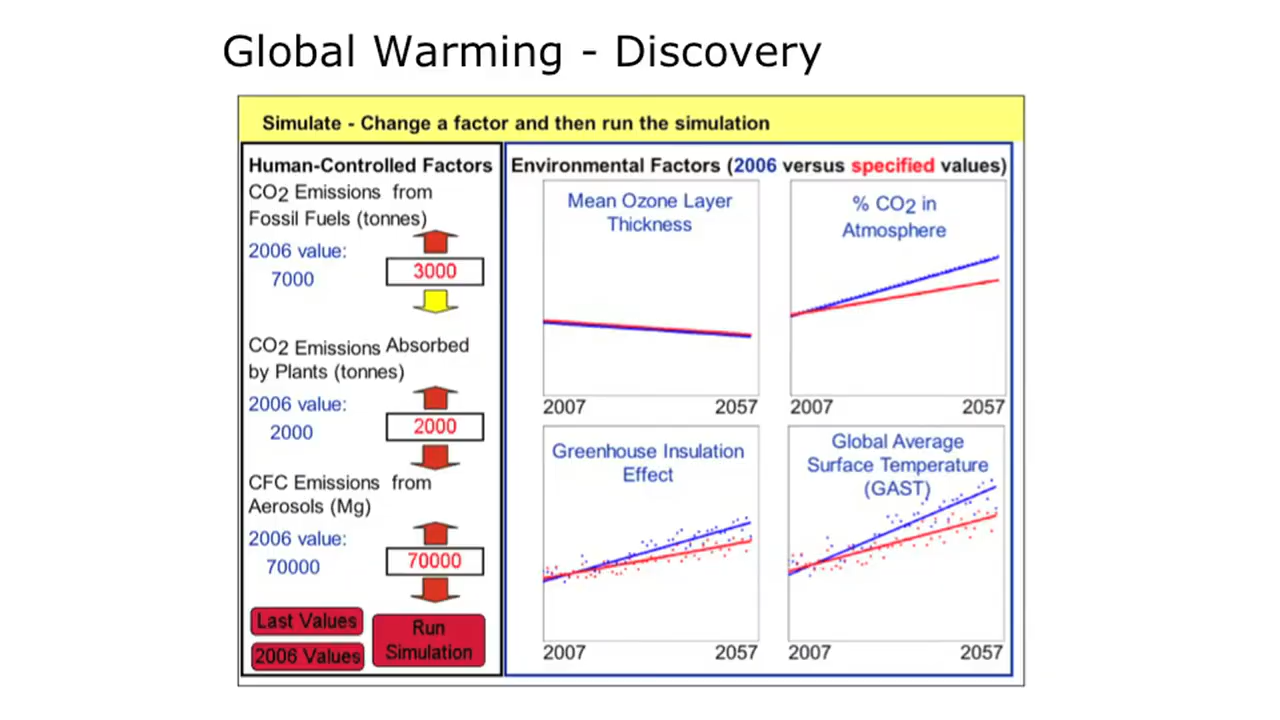 Global Warming - Discovery
Simulate - Change a factor and then run the simulation
Human-Controlled Factors
CO2 Emissions from
Fossil Fuels (tonnes)
2006 value:
7000
3000
CO2 Emissions Absorbed
by Plants (tonnes)
2006 value:
2000
2000
CFC Emissions from
Aerosols (Mg)
2006 value:
70000
70000
Last Values
2006 Values
Run
Simulation
Environmental Factors (2006 versus specified values)
Mean Ozone Layer
Thickness
2007
2057
% CO2 in
Atmosphere
2007
2057
Greenhouse Insulation
Effect
2007
2057
Global Average
Surface Temperature
(GAST)
2007
2057